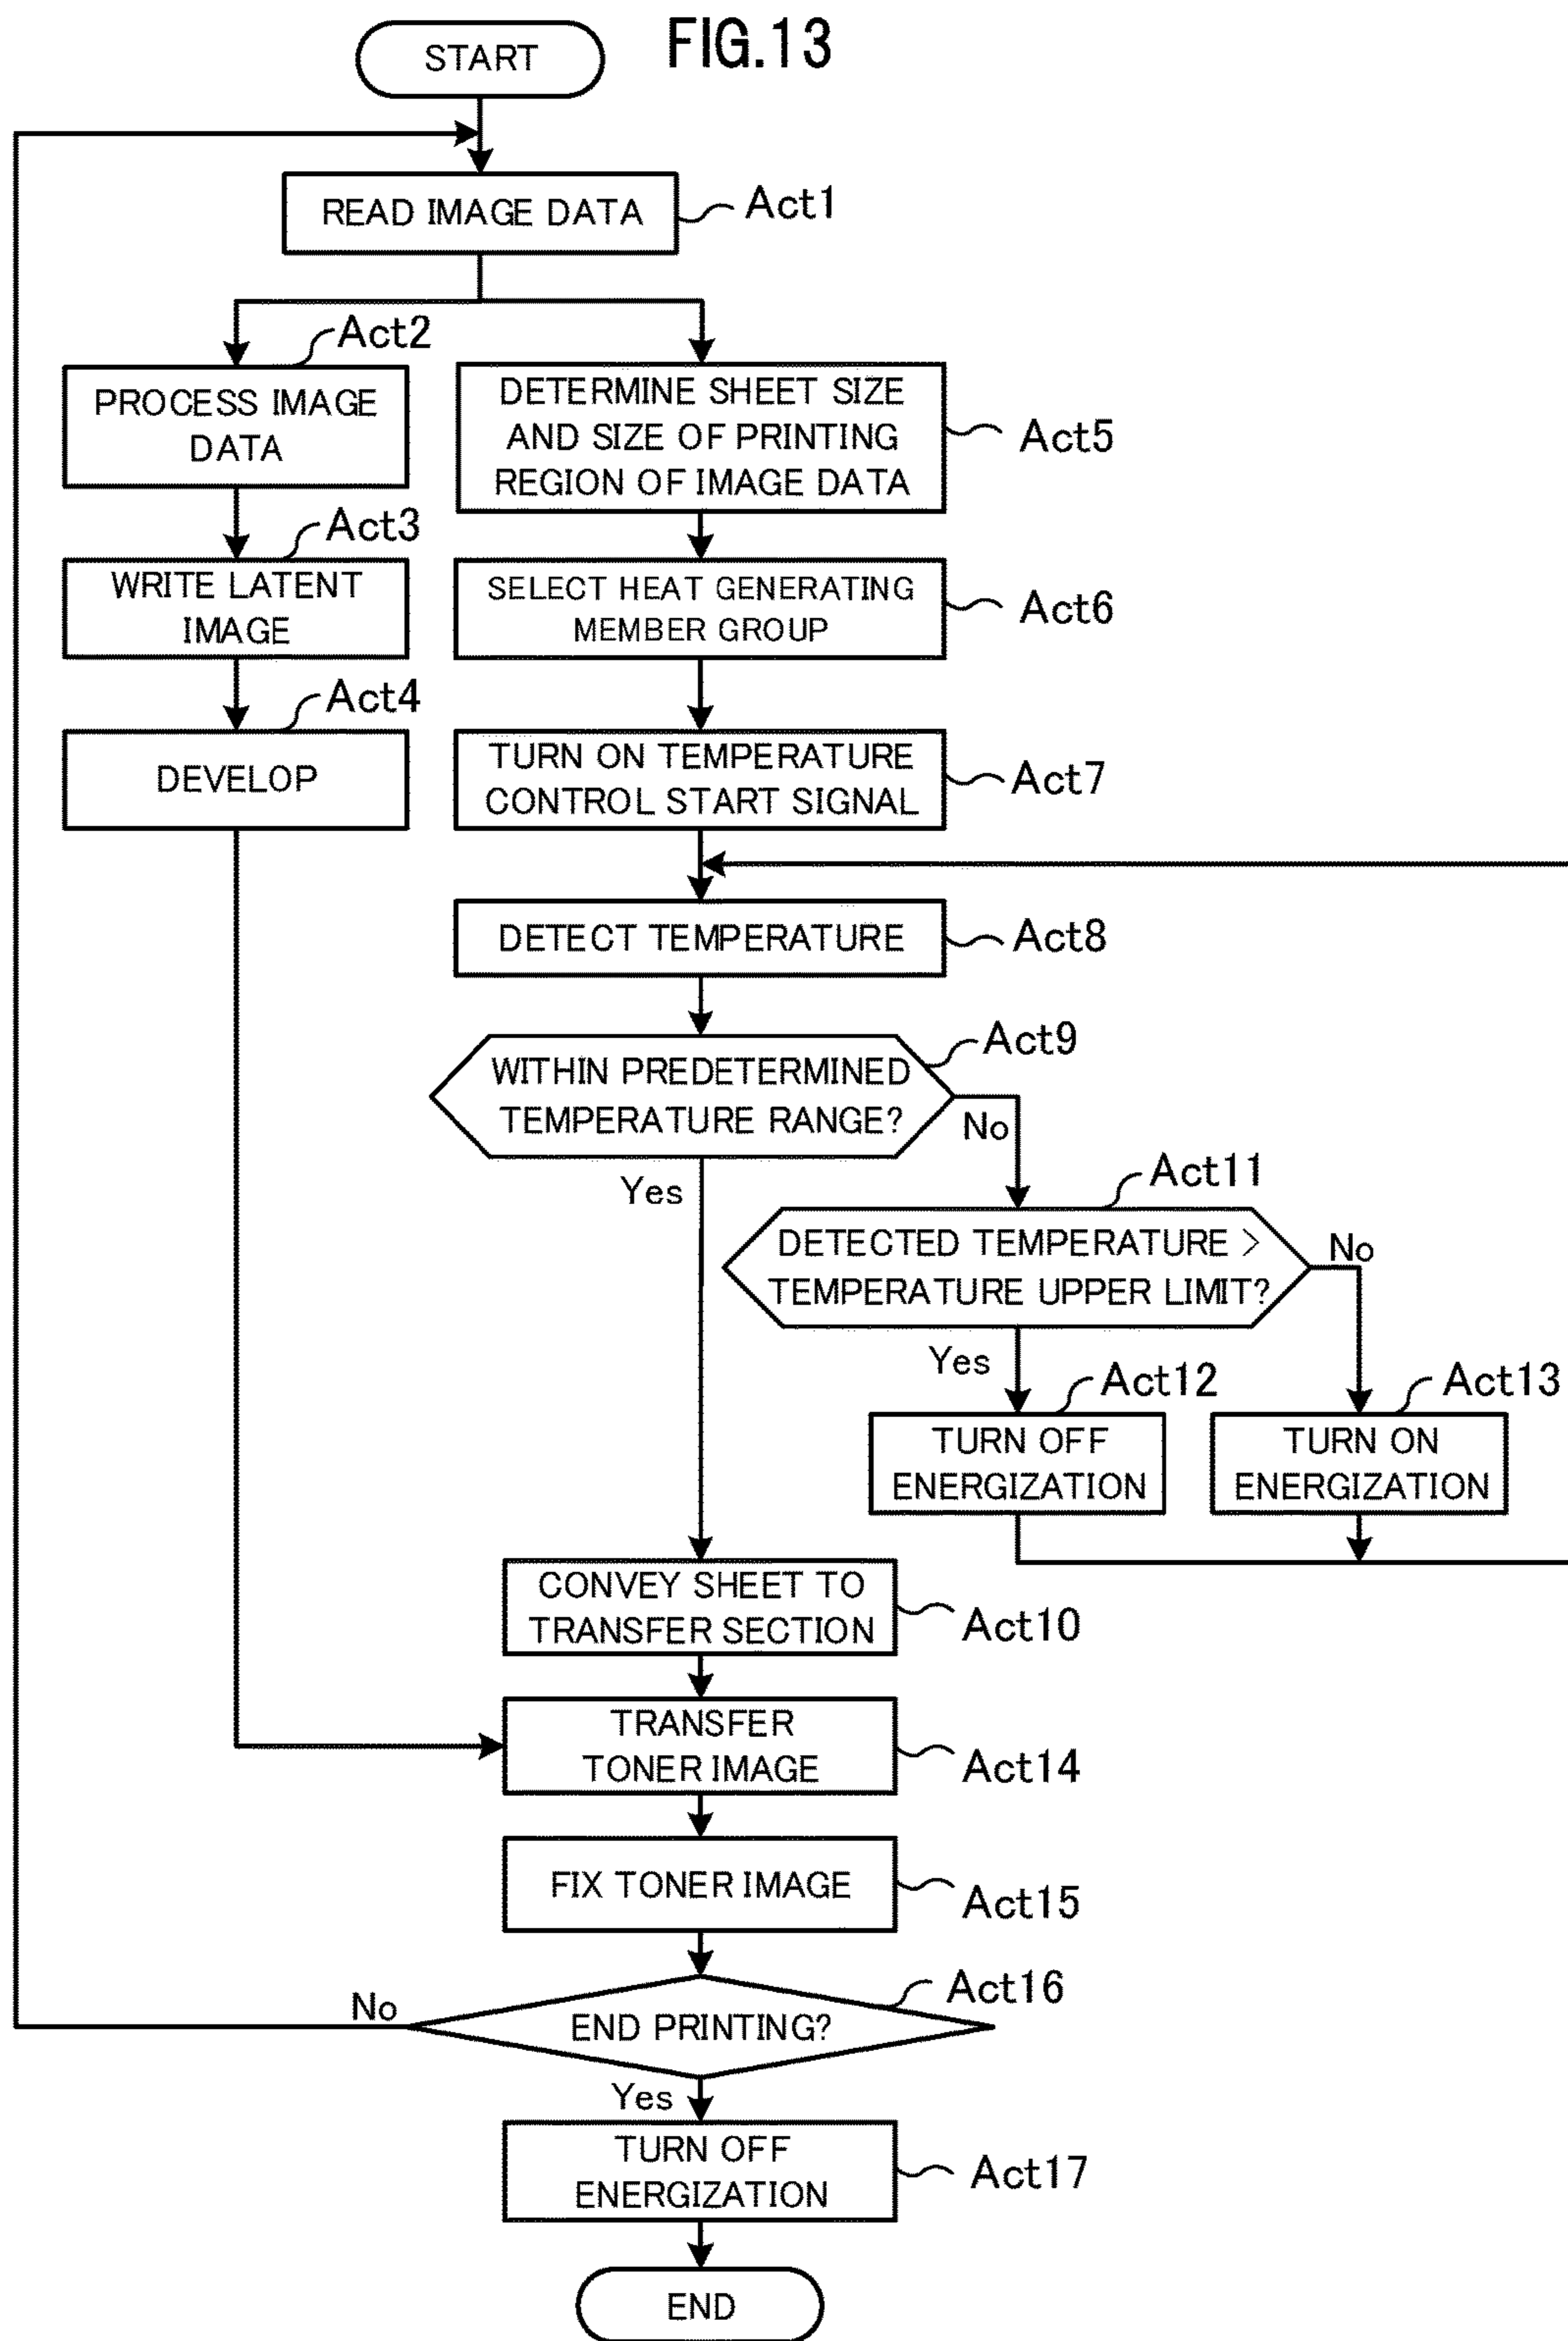 FIG.13
START
READ IMAGE DATA
Act1
Act2
PROCESS IMAGE
DATA
Act3
WRITE LATENT
IMAGE
Act4
DEVELOP
DETERMINE SHEET SIZE
AND SIZE OF PRINTING
REGION OF IMAGE DATA
Act5
SELECT HEAT GENERATING
MEMBER GROUP
Act6
TURN ON TEMPERATURE
CONTROL START SIGNAL
Act7
DETECT TEMPERATURE
Act8
Act9
WITHIN PREDETERMINED
TEMPERATURE RANGE?
No
Yes
Act11
DETECTED TEMPERATURE >
TEMPERATURE UPPER LIMIT?
No
Yes
Act12
TURN OFF
ENERGIZATION
Act13
TURN ON
ENERGIZATION
CONVEY SHEET TO
TRANSFER SECTION
Act10
TRANSFER
TONER IMAGE
Act14
FIX TONER IMAGE
Act15
Act16
No
END PRINTING?
Yes
TURN OFF
ENERGIZATION
Act17
END